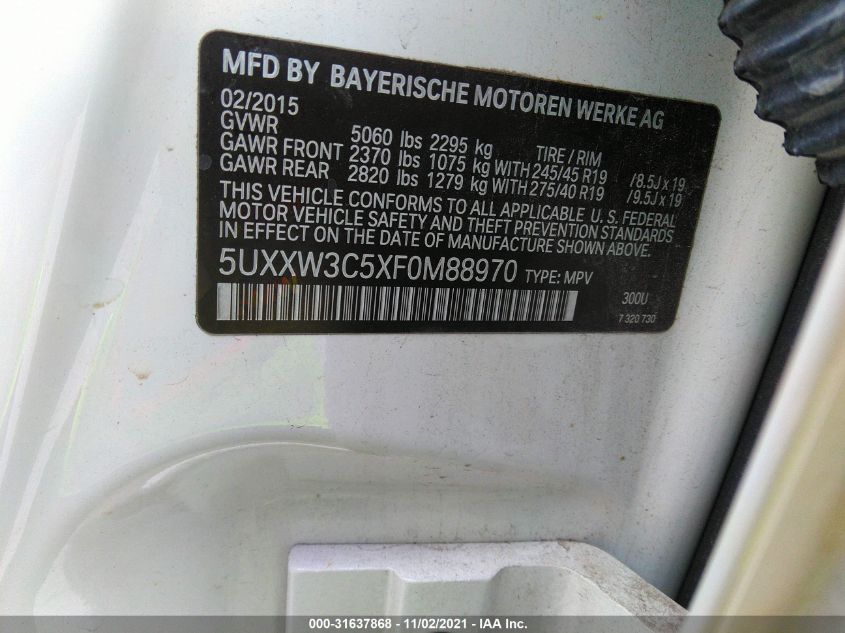 MFD BY BAYERISCHE MOTOREN WERKE AG
02/2015
GVWR 5060 lbs 2295 kg TIRE / RIM
GAWR FRONT 2370 lbs 1075 kg WITH 245/45 R19 /8.5J x 19
GAWR REAR 2820 lbs 1279 kg WITH 275/40 R19 /9.5J x 19
THIS VEHICLE CONFORMS TO ALL APPLICABLE U. S. FEDERAL
MOTOR VEHICLE SAFETY AND THEFT PREVENTION STANDARDS
IN EFFECT ON THE DATE OF MANUFACTURE SHOWN ABOVE.
5UXXW3C5XF0M88970 TYPE: MPV
300U
7 320 730
000-31637868 - 11/02/2021 - IAA Inc.